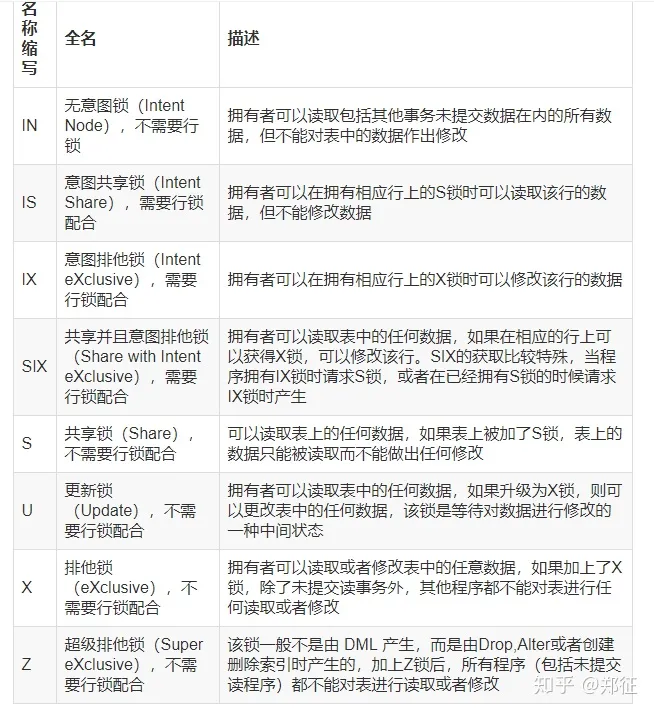 名
称
缩
写
全名
描述
IN
无意图锁（Intent
Node），不需要行
锁
拥有者可以读取包括其他事务未提交数据在内的所有数
据，但不能对表中的数据作出修改
IS
意图共享锁（Intent
Share），需要行锁
配合
拥有者可以在拥有相应行上的S锁时可以读取该行的数
据，但不能修改数据
IX
意图排他锁（Intent
eXclusive），需要
行锁配合
拥有者可以在拥有相应行上的X锁时可以修改该行的数据
SIX
共享并且意图排他锁
（Share with Intent
eXclusive），需要
行锁配合
拥有者可以读取表中的任何数据，如果在相应的行上可
以获得X锁，可以修改该行。SIX的获取比较特殊，当程
序拥有IX锁时请求S锁，或者在已经拥有S锁的时候请求
IX锁时产生
S
共享锁（Share），
不需要行锁配合
可以读取表上的任何数据，如果表上被加了S锁，表上的
数据只能被读取而不能做出任何修改
U
更新锁
（Update），不需
要行锁配合
拥有者可以读取表中的任何数据，如果升级为X锁，则可
以更改表中的任何数据，该锁是等待对数据进行修改的
一种中间状态
X
排他锁
（eXclusive），不
需要行锁配合
拥有者可以读取或者修改表中的任意数据，如果加上了X
锁，除了未提交读事务外，其他程序都不能对表进行任
何读取或者修改
Z
超级排他锁（Super
eXclusive），不需
要行锁配合
该锁一般不是由 DML 产生，而是由Drop,Alter或者创建
删除索引时产生的，加上Z锁后，所有程序（包括未提交
读程序）都不能对表进行读取或者修改
知乎 @郑征